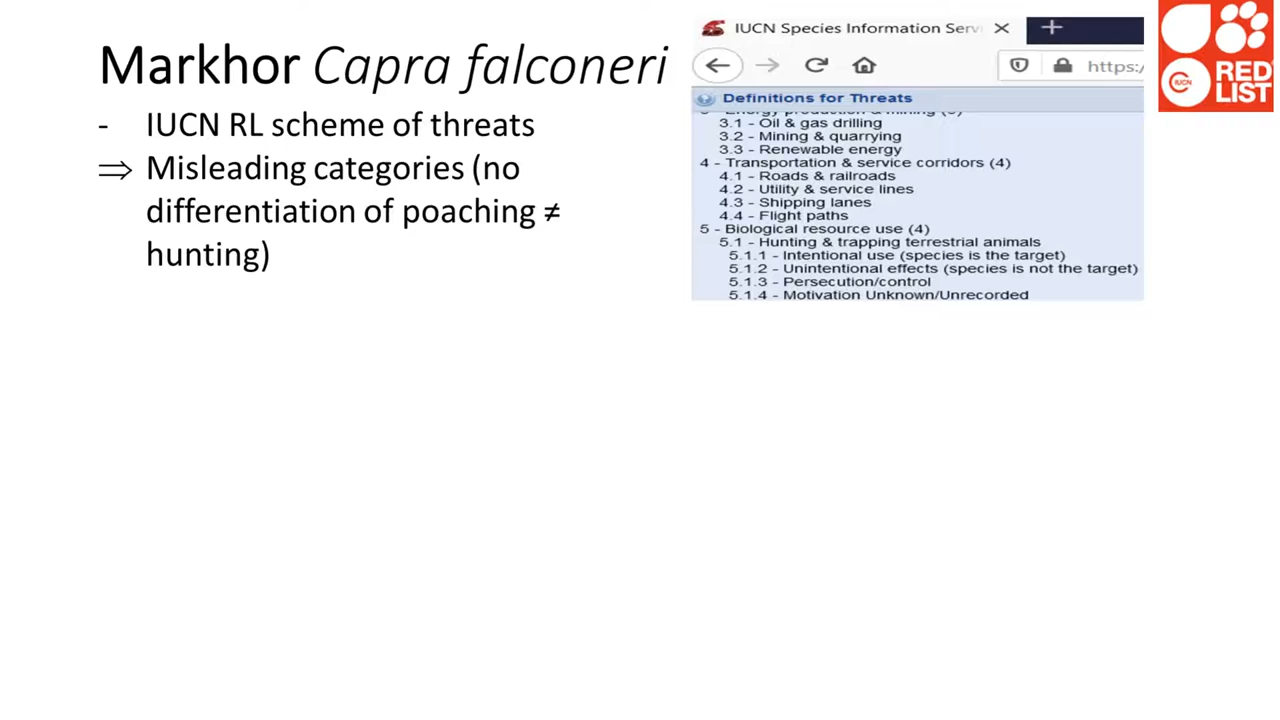 Markhor Capra falconeri
- IUCN RL scheme of threats
⇒ Misleading categories (no
differentiation of poaching ≠
hunting)
IUCN Species Information Serv
https:/
Definitions for Threats
3.1 - Oil & gas drilling
3.2 - Mining & quarrying
3.3 - Renewable energy
4 - Transportation & service corridors (4)
4.1 - Roads & railroads
4.2 - Utility & service lines
4.3 - Shipping lanes
4.4 - Flight paths
5 - Biological resource use (4)
5.1 - Hunting & trapping terrestrial animals
5.1.1 - Intentional use (species is the target)
5.1.2 - Unintentional effects (species is not the target)
5.1.3 - Persecution/control
5.1.4 - Motivation Unknown/Unrecorded
IUCN
RED
LIST